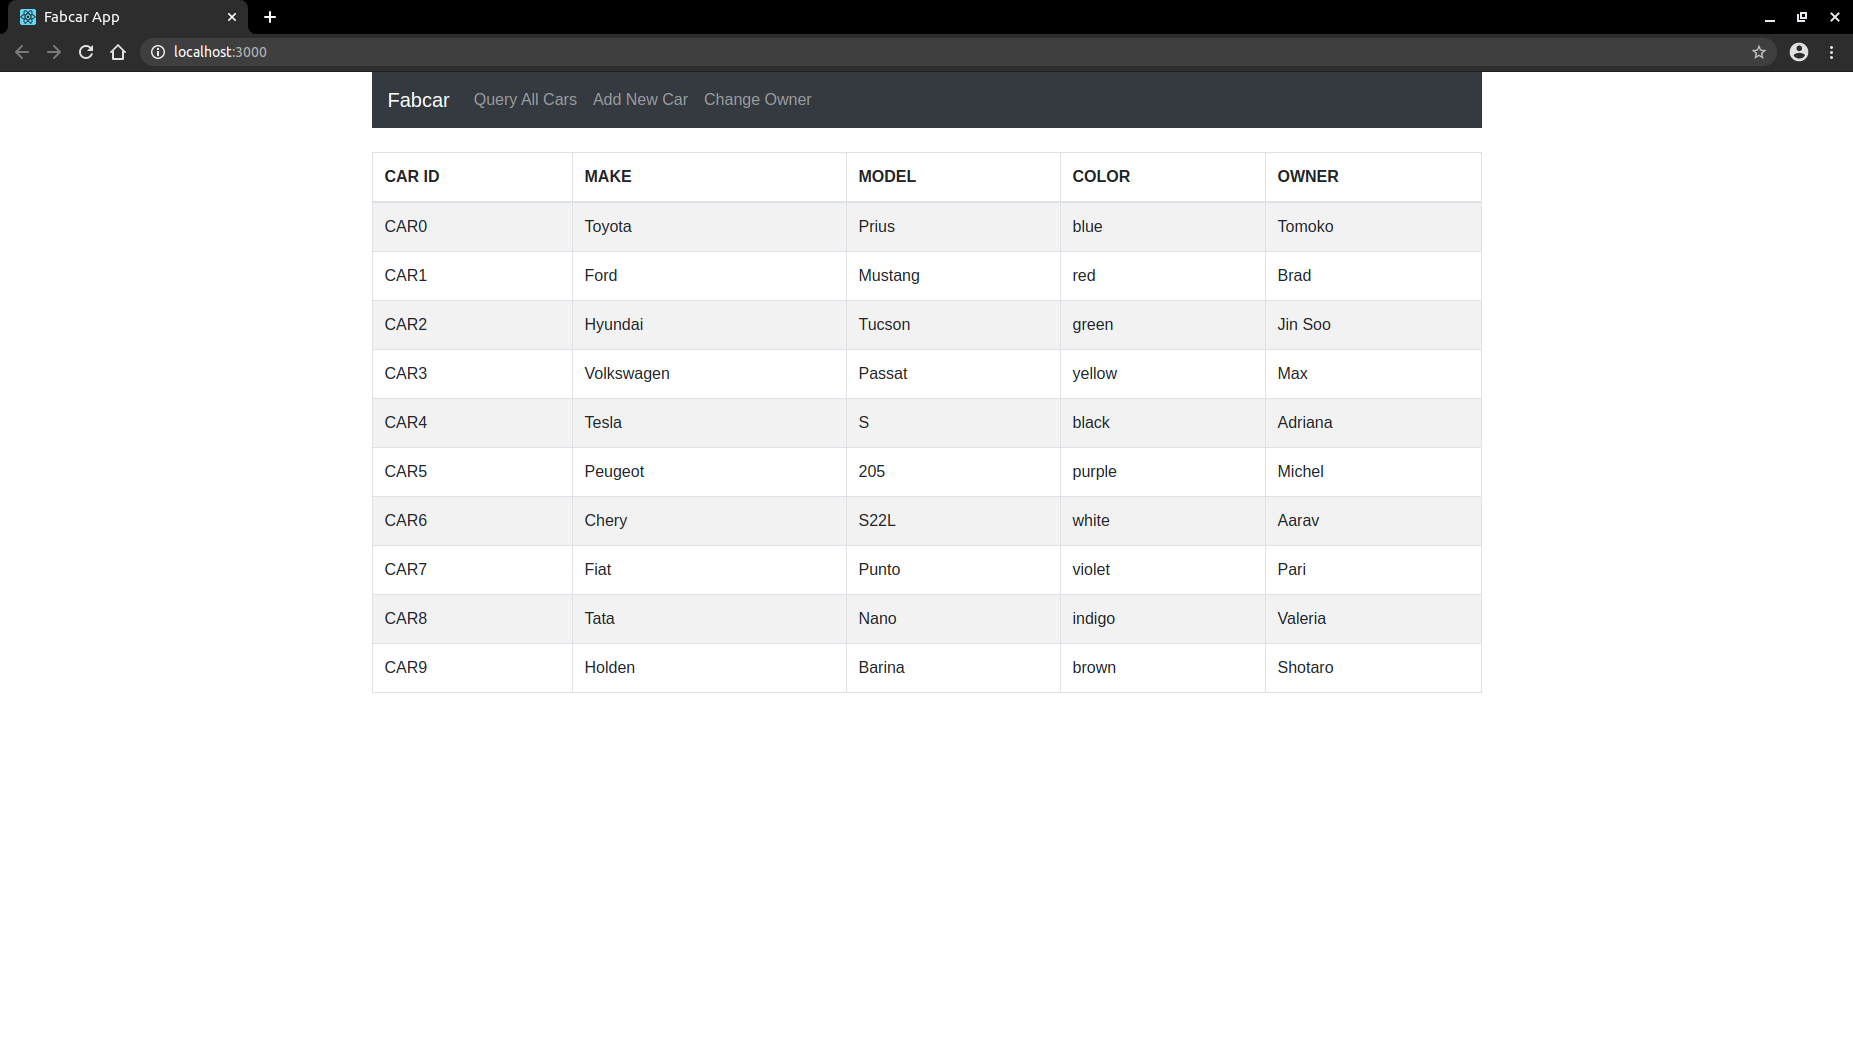 Fabcar App
localhost:3000
Fabcar Query All Cars Add New Car Change Owner
CAR ID MAKE MODEL COLOR OWNER
CAR0 Toyota Prius blue Tomoko
CAR1 Ford Mustang red Brad
CAR2 Hyundai Tucson green Jin Soo
CAR3 Volkswagen Passat yellow Max
CAR4 Tesla S black Adriana
CAR5 Peugeot 205 purple Michel
CAR6 Chery S22L white Aarav
CAR7 Fiat Punto violet Pari
CAR8 Tata Nano indigo Valeria
CAR9 Holden Barina brown Shotaro